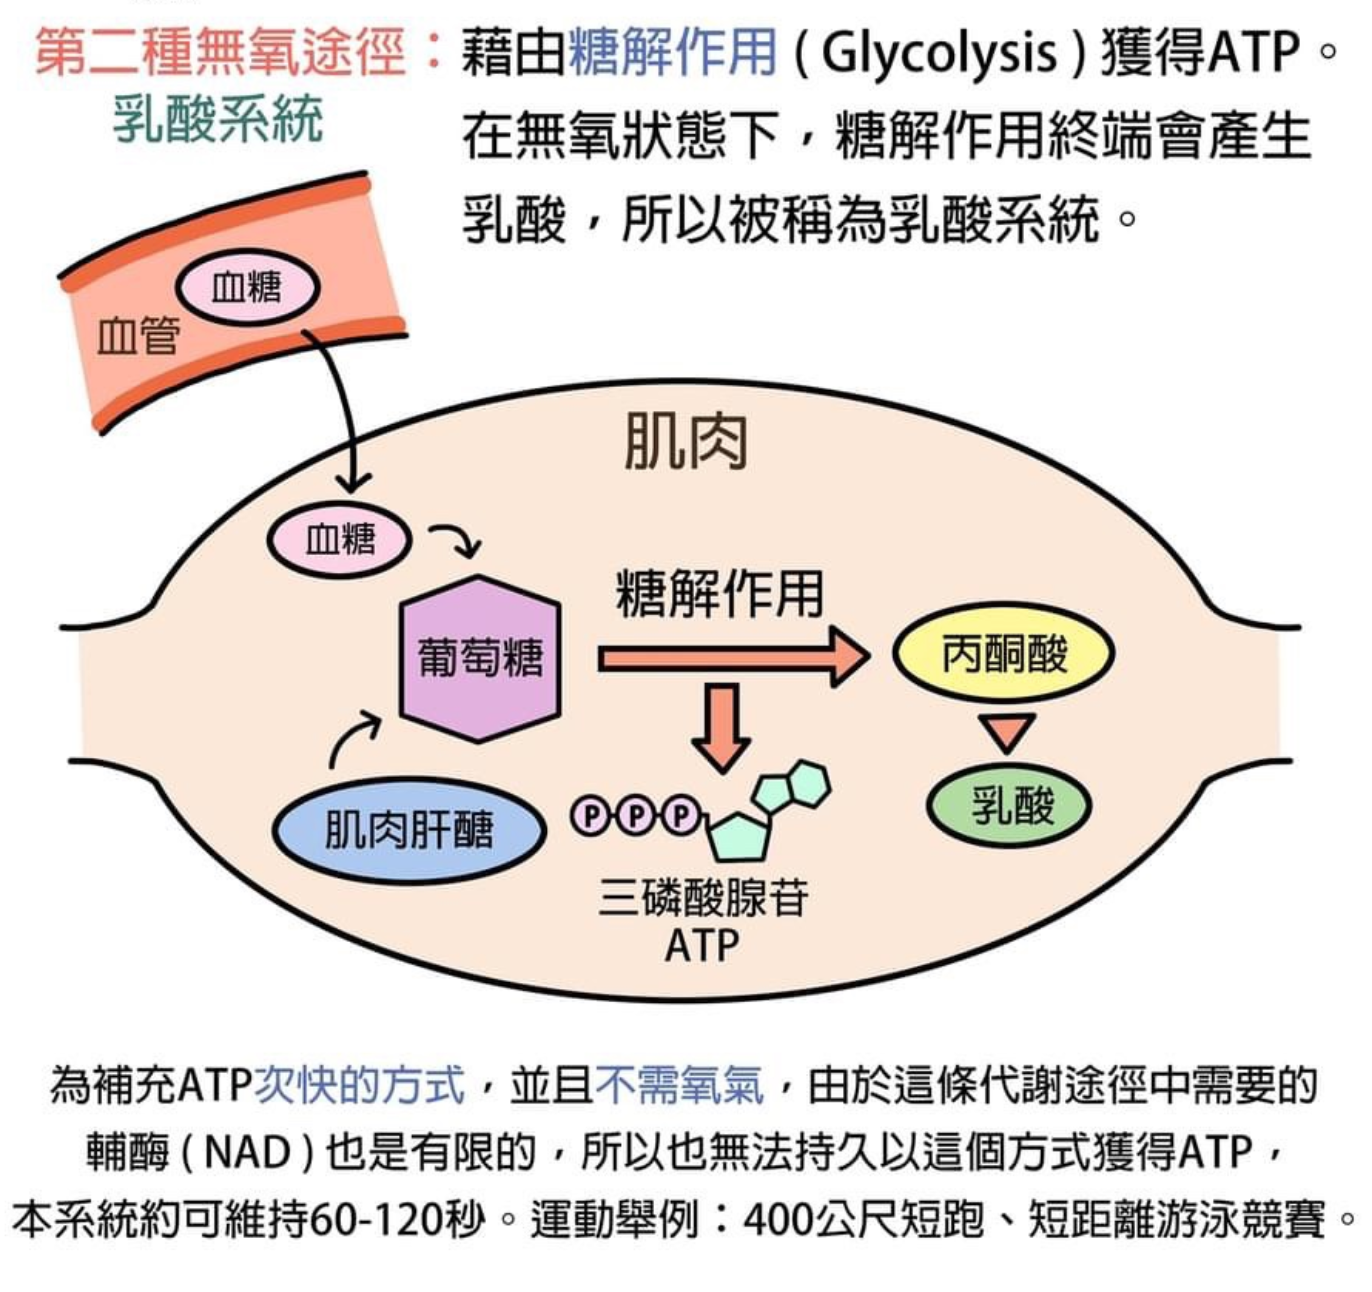 第二種無氧途徑：藉由糖解作用 ( Glycolysis ) 獲得ATP。
乳酸系統
在無氧狀態下，糖解作用終端會產生
乳酸，所以被稱為乳酸系統。
血糖
血管
肌肉
血糖
糖解作用
葡萄糖
丙酮酸
肌肉肝醣
P P P
乳酸
三磷酸腺苷
ATP
為補充ATP次快的方式，並且不需氧氣，由於這條代謝途徑中需要的
輔酶 ( NAD ) 也是有限的，所以也無法持久以這個方式獲得ATP，
本系統約可維持60-120秒。運動舉例：400公尺短跑、短距離游泳競賽。